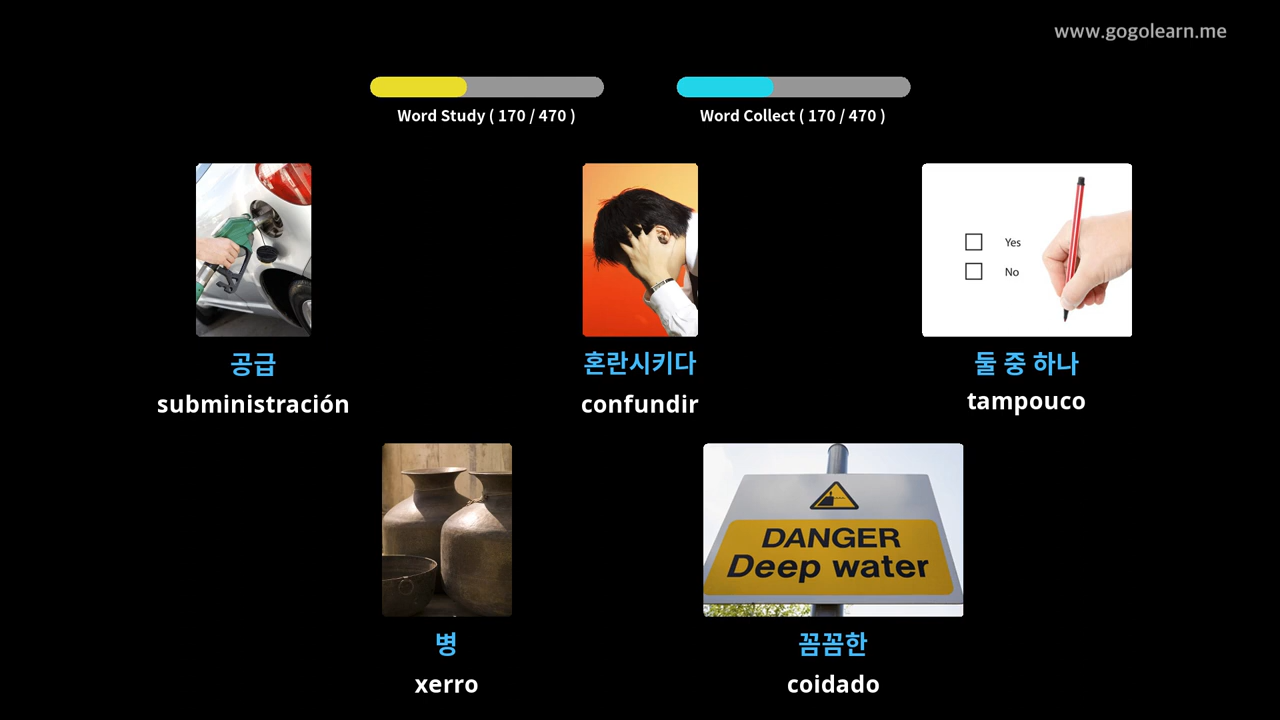 www.gogolearn.me
Word Study ( 170 / 470 )
Word Collect ( 170 / 470 )
Yes
No
공급
혼란시키다
둘 중 하나
subministración
confundir
tampouco
DANGER
Deep water
병
꼼꼼한
xerro
coidado